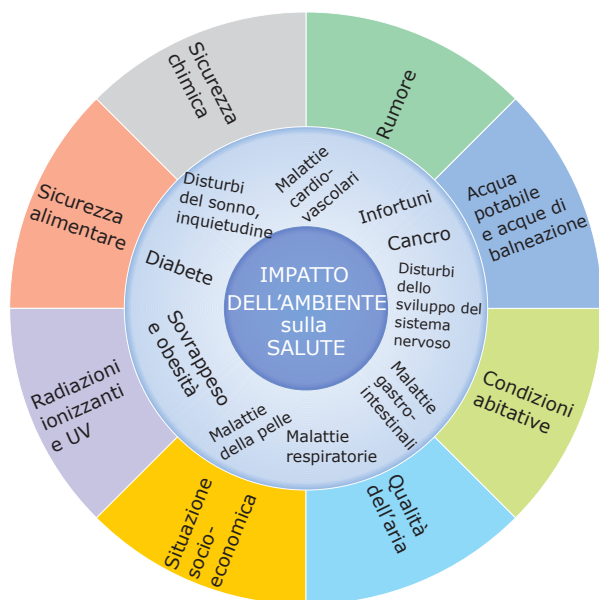 Sicurezza
chimica
Rumore
Acqua
potabile
e acque di
balneazione
Condizioni
abitative
Qualità
dell'aria
Situazione
socio-
economica
Radiazioni
ionizzanti
e UV
Sicurezza
alimentare
Malattie
cardio-
vascolari
Infortuni
Cancro
Disturbi
dello
sviluppo del
sistema
nervoso
Malattie
gastro-
intestinali
Malattie
respiratorie
Malattie
della pelle
Sovrappeso
e obesità
Diabete
Disturbi
del sonno,
inquietudine
IMPATTO
DELL'AMBIENTE
sulla
SALUTE